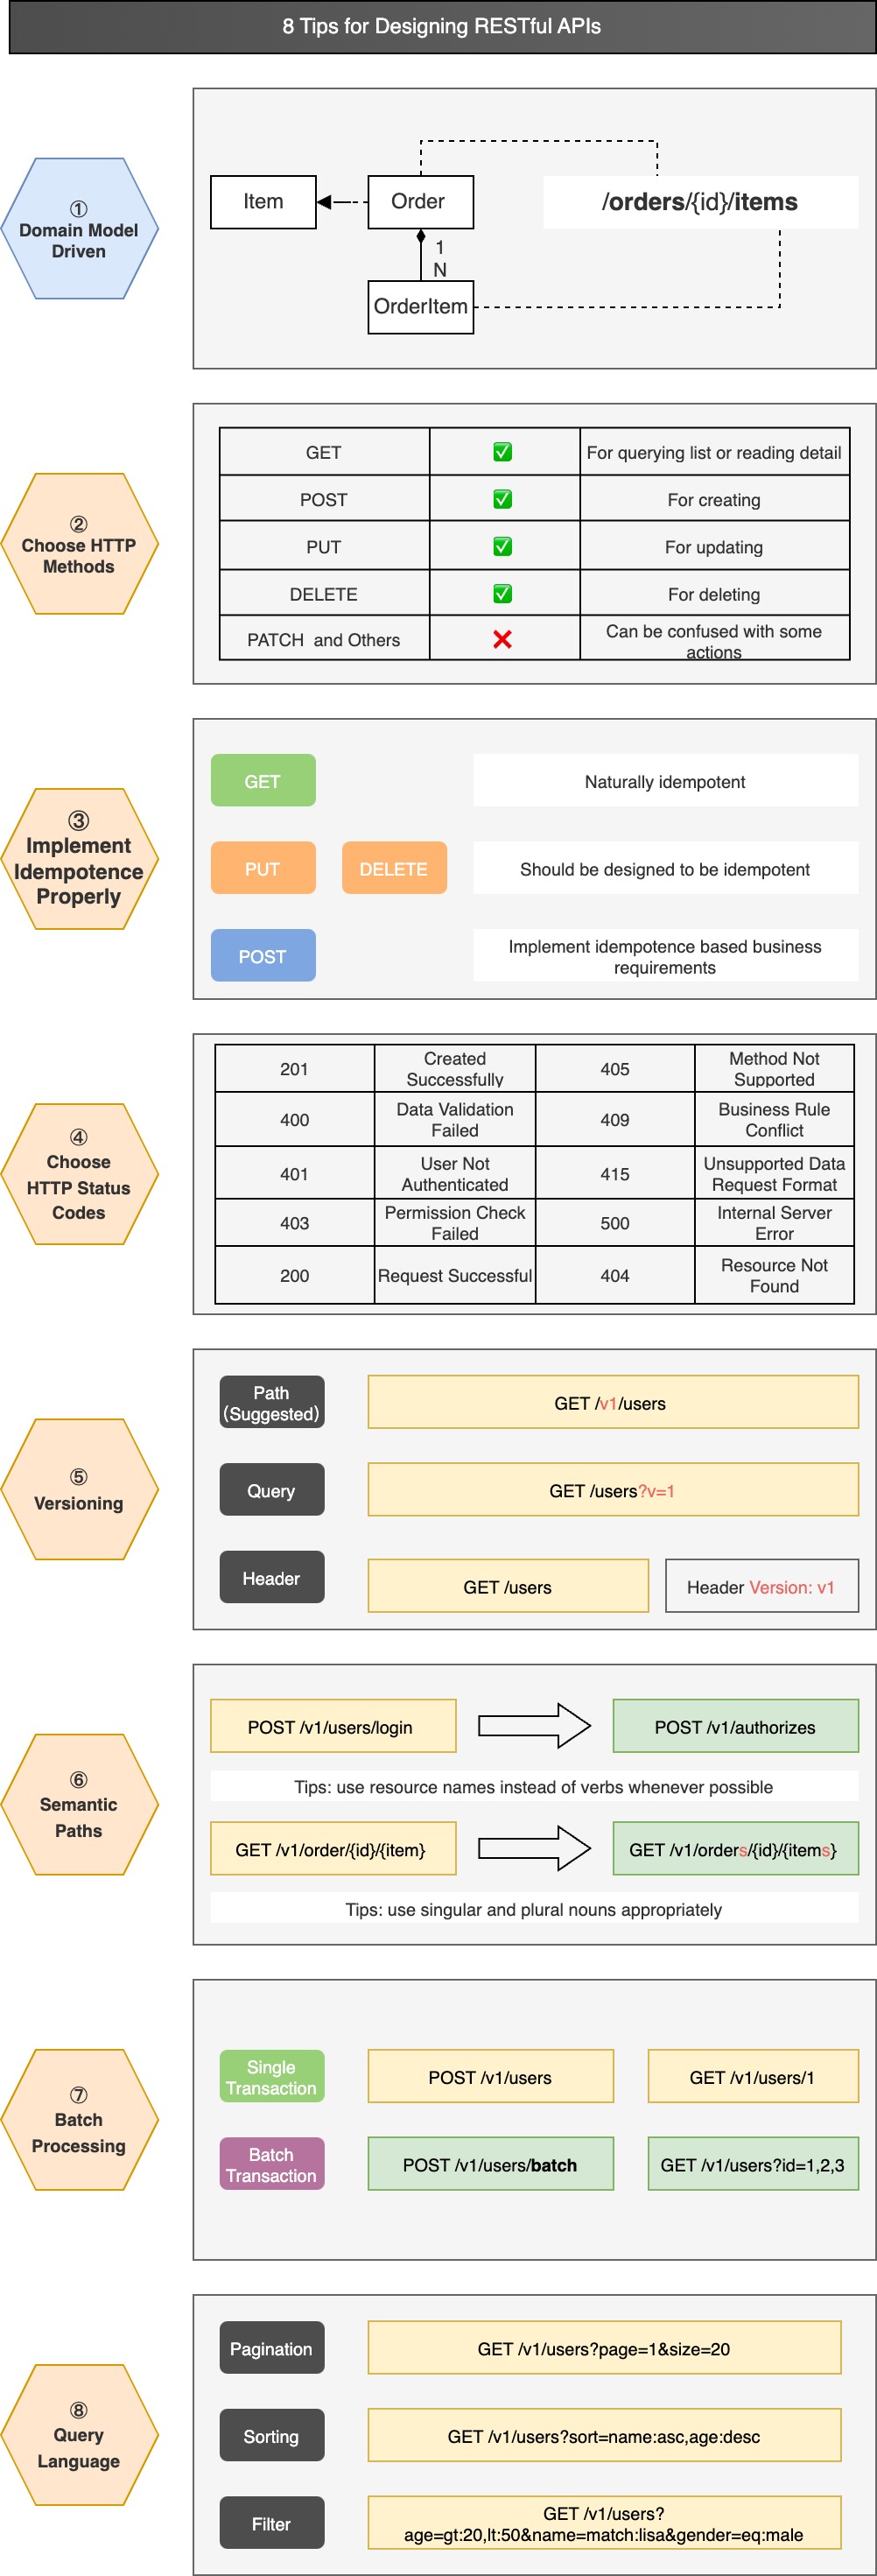 8 Tips for Designing RESTful APIs
①
Domain Model
Driven
Item
Order
/orders/{id}/items
1
N
OrderItem
②
Choose HTTP
Methods
GET
✅
For querying list or reading detail
POST
✅
For creating
PUT
✅
For updating
DELETE
✅
For deleting
PATCH and Others
❌
Can be confused with some
actions
③
Implement
Idempotence
Properly
GET
Naturally idempotent
PUT
DELETE
Should be designed to be idempotent
POST
Implement idempotence based business
requirements
④
Choose
HTTP Status
Codes
201
Created
Successfully
405
Method Not
Supported
400
Data Validation
Failed
409
Business Rule
Conflict
401
User Not
Authenticated
415
Unsupported Data
Request Format
403
Permission Check
Failed
500
Internal Server
Error
200
Request Successful
404
Resource Not
Found
⑤
Versioning
Path
(Suggested)
GET /v1/users
Query
GET /users?v=1
Header
GET /users
Header Version: v1
⑥
Semantic
Paths
POST /v1/users/login
POST /v1/authorizes
Tips: use resource names instead of verbs whenever possible
GET /v1/order/{id}/{item}
GET /v1/orders/{id}/{items}
Tips: use singular and plural nouns appropriately
⑦
Batch
Processing
Single
Transaction
POST /v1/users
GET /v1/users/1
Batch
Transaction
POST /v1/users/batch
GET /v1/users?id=1,2,3
⑧
Query
Language
Pagination
GET /v1/users?page=1&size=20
Sorting
GET /v1/users?sort=name:asc,age:desc
Filter
GET /v1/users?
age=gt:20,lt:50&name=match:lisa&gender=eq:male